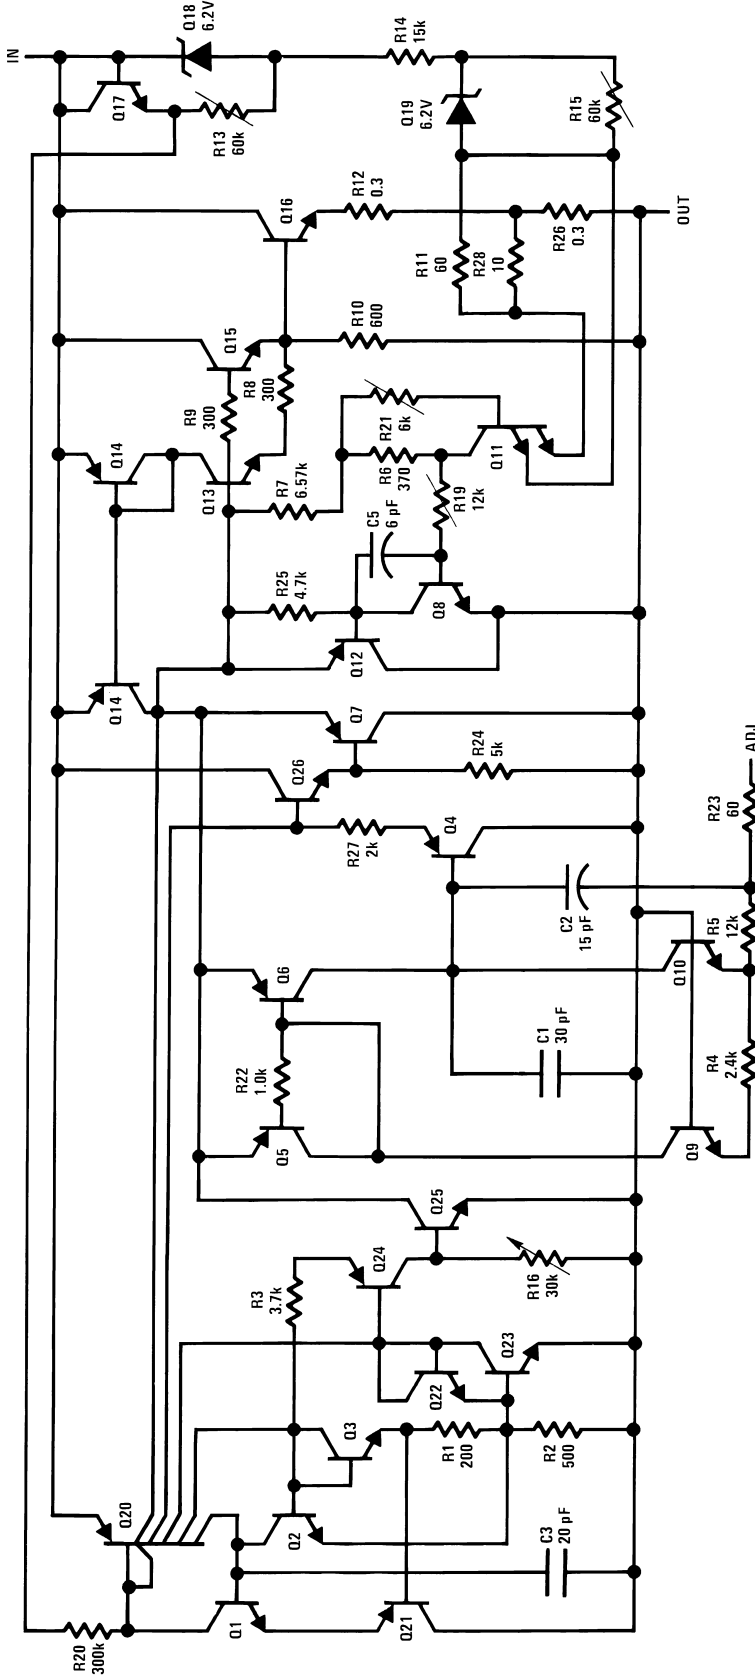 IN
Q18
6.2V
R14
15k
Q17
R13
60k
Q19
6.2V
R15
60k
Q16
R12
0.3
R11
60
R28
10
R26
0.3
OUT
Q15
R10
600
R9
300
R8
300
Q14
Q13
R7
6.57k
R21
6k
R6
370
Q11
R19
12k
C5
6 pF
R25
4.7k
Q12
Q8
Q14
Q7
Q26
R24
5k
R27
2k
Q4
R23
60
ADJ
C2
15 pF
R5
12k
Q6
Q10
C1
30 pF
R22
1.0k
R4
2.4k
Q5
Q9
Q25
Q24
R3
3.7k
R16
30k
Q23
Q22
Q3
R1
200
R2
500
Q20
Q2
C3
20 pF
Q1
Q21
R20
300k